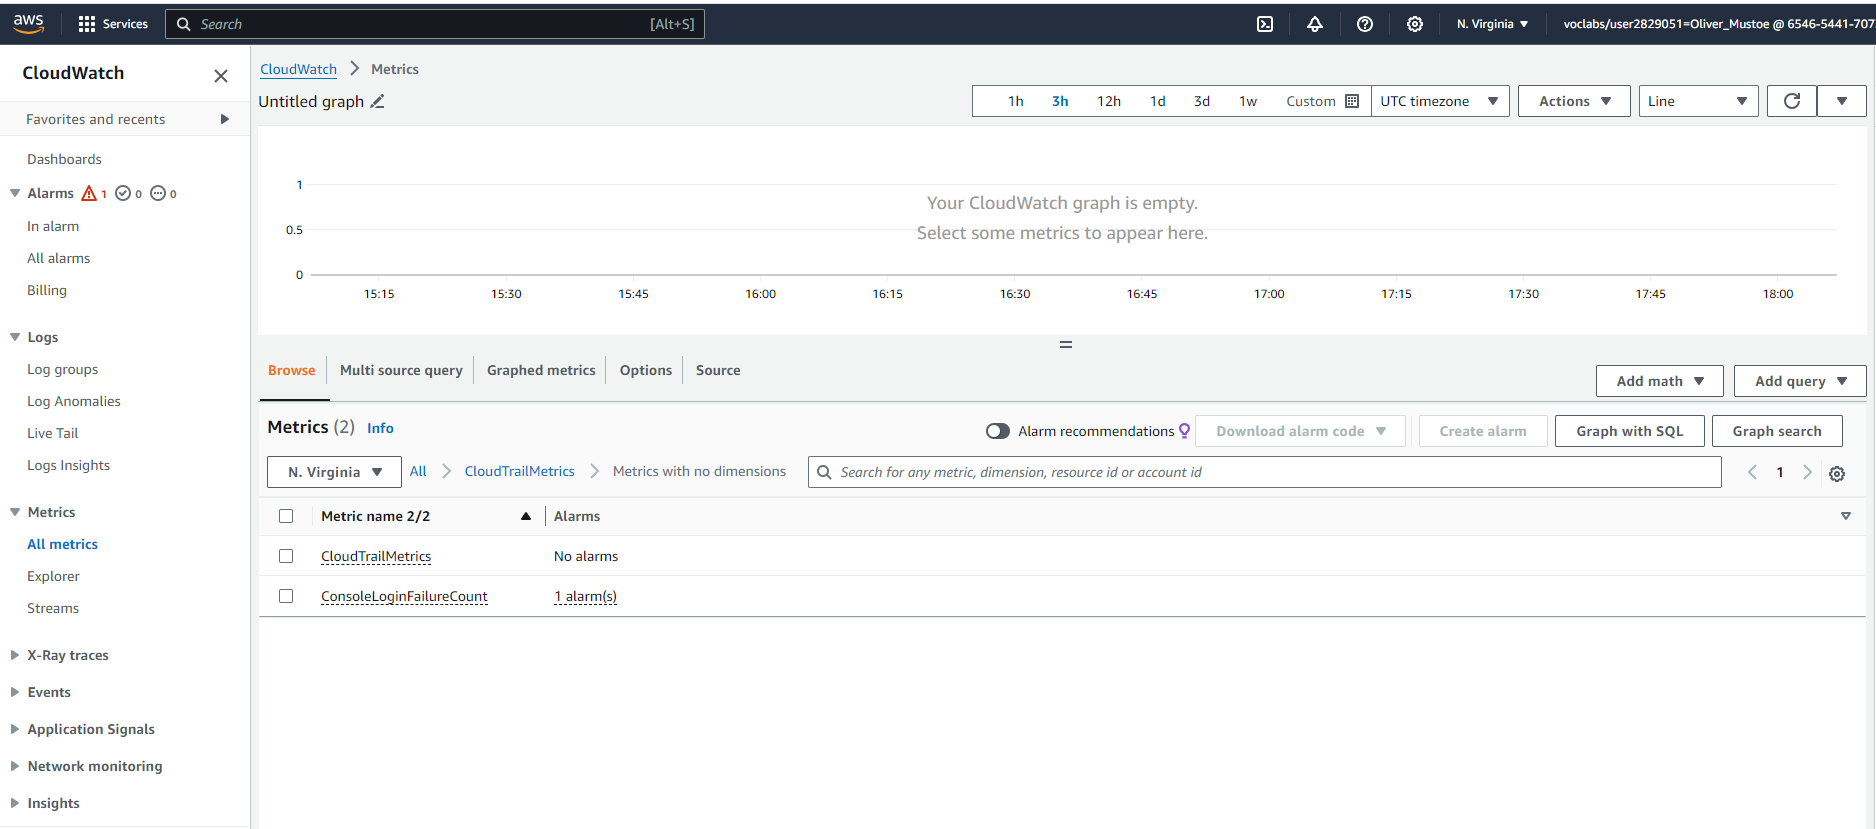 aws
Services
Search
[Alt+S]
N. Virginia
voclabs/user2829051=Oliver_Mustoe @ 6546-5441-707
CloudWatch
Favorites and recents
Dashboards
Alarms 1 0 0
In alarm
All alarms
Billing
Logs
Log groups
Log Anomalies
Live Tail
Logs Insights
Metrics
All metrics
Explorer
Streams
X-Ray traces
Events
Application Signals
Network monitoring
Insights
CloudWatch
Metrics
Untitled graph
1h
3h
12h
1d
3d
1w
Custom
UTC timezone
Actions
Line
1
Your CloudWatch graph is empty.
0.5
Select some metrics to appear here.
0
15:15
15:30
15:45
16:00
16:15
16:30
16:45
17:00
17:15
17:30
17:45
18:00
Browse
Multi source query
Graphed metrics
Options
Source
Add math
Add query
Metrics (2)
Info
Alarm recommendations
Download alarm code
Create alarm
Graph with SQL
Graph search
N. Virginia
All
CloudTrailMetrics
Metrics with no dimensions
Search for any metric, dimension, resource id or account id
1
Metric name 2/2
Alarms
CloudTrailMetrics
No alarms
ConsoleLoginFailureCount
1 alarm(s)